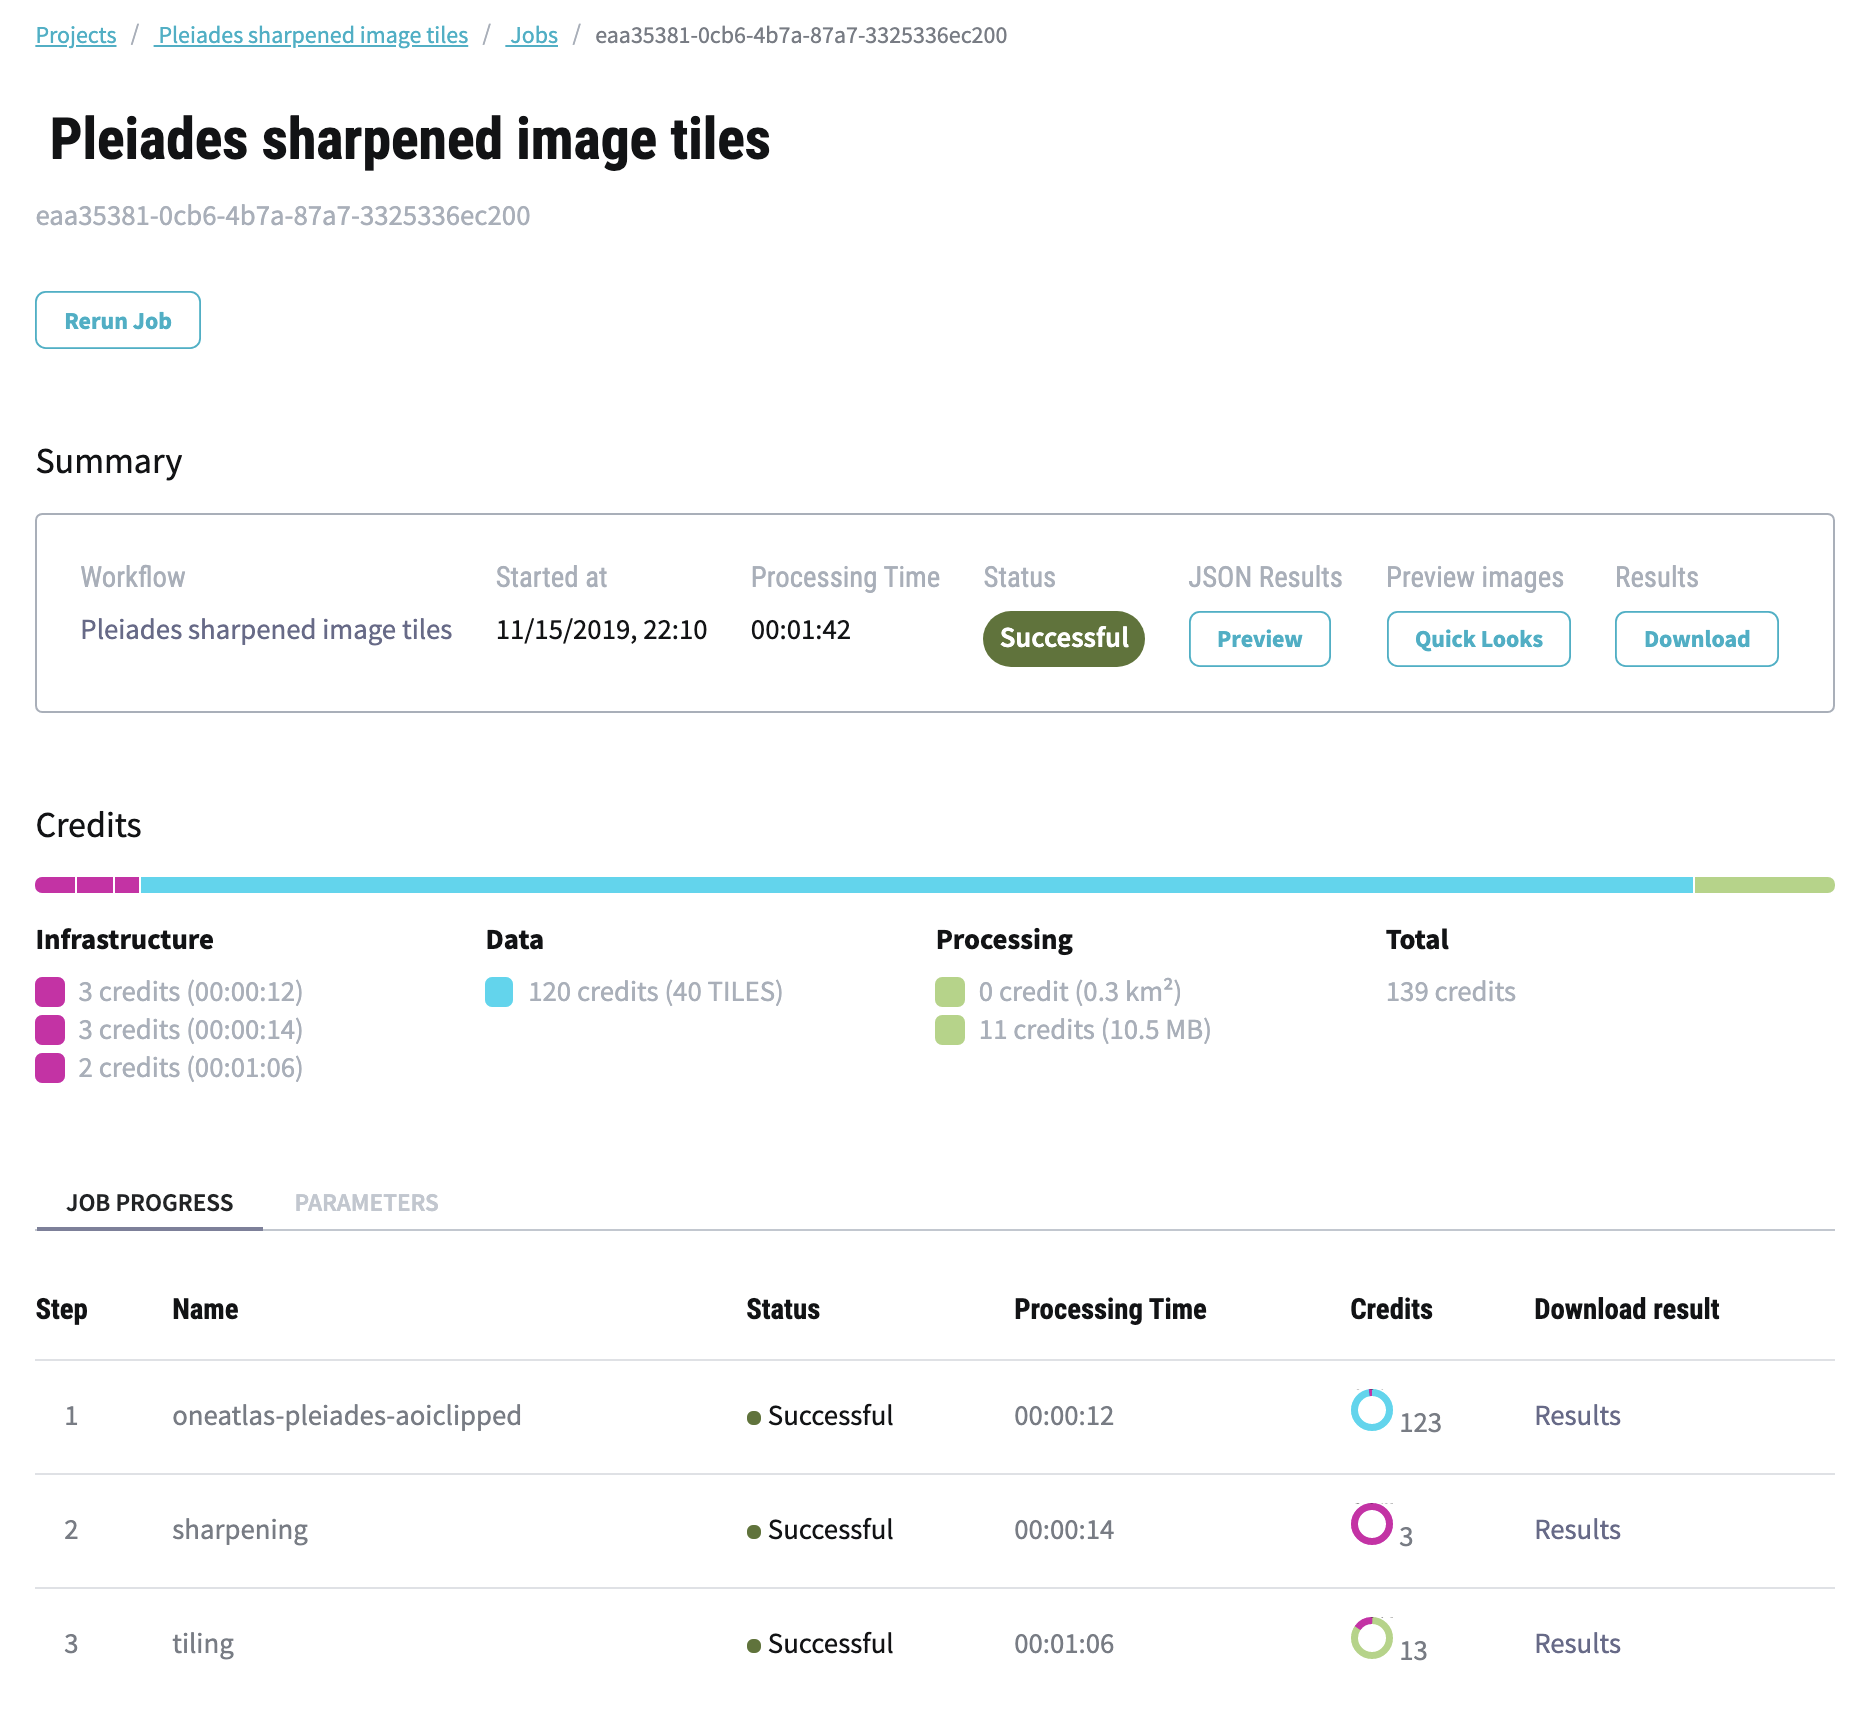 Projects / Pleiades sharpened image tiles / Jobs / eaa35381-0cb6-4b7a-87a7-3325336ec200
Pleiades sharpened image tiles
eaa35381-0cb6-4b7a-87a7-3325336ec200
Rerun Job
Summary
Workflow Started at Processing Time Status JSON Results Preview images Results
Pleiades sharpened image tiles 11/15/2019, 22:10 00:01:42 Successful Preview Quick Looks Download
Credits
Infrastructure Data Processing Total
3 credits (00:00:12) 120 credits (40 TILES) 0 credit (0.3 km²) 139 credits
3 credits (00:00:14) 11 credits (10.5 MB)
2 credits (00:01:06)
JOB PROGRESS PARAMETERS
Step Name Status Processing Time Credits Download result
1 oneatlas-pleiades-aoiclipped Successful 00:00:12 123 Results
2 sharpening Successful 00:00:14 3 Results
3 tiling Successful 00:01:06 13 Results